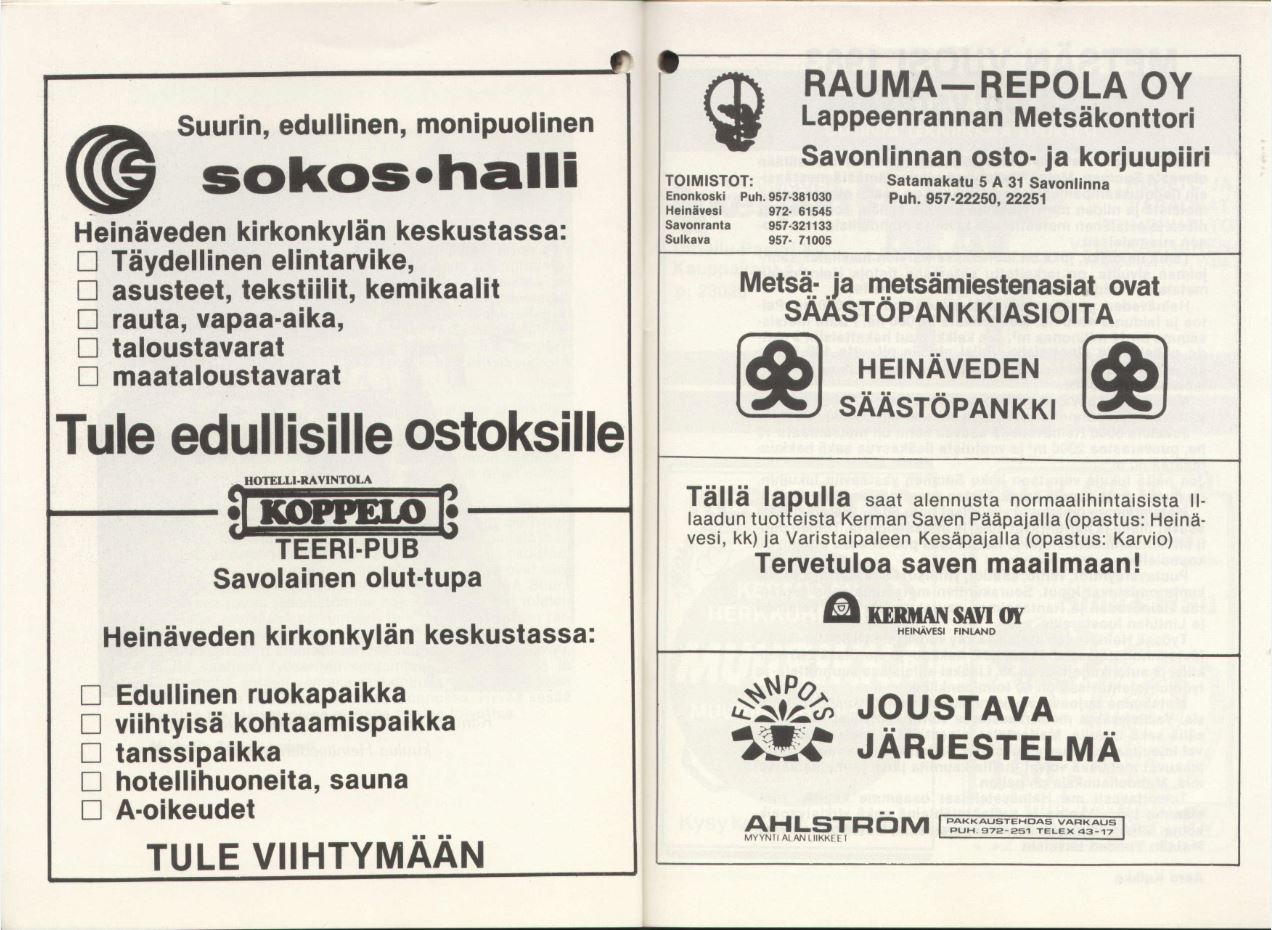 Suurin, edullinen, monipuolinen
sokos•halli
Heinäveden kirkonkylän keskustassa:
☐ Täydellinen elintarvike,
☐ asusteet, tekstiilit, kemikaalit
☐ rauta, vapaa-aika,
☐ taloustavarat
☐ maataloustavarat
Tule edullisille ostoksille
HOTELLI-RAVINTOLA
KOPPELO
TEERI-PUB
Savolainen olut-tupa
Heinäveden kirkonkylän keskustassa:
☐ Edullinen ruokapaikka
☐ viihtyisä kohtaamispaikka
☐ tanssipaikka
☐ hotellihuoneita, sauna
☐ A-oikeudet
TULE VIIHTYMÄÄN
RAUMA—REPOLA OY
Lappeenrannan Metsäkonttori
Savonlinnan osto- ja korjuupiiri
Satamakatu 5 A 31 Savonlinna
Puh. 957-22250, 22251
TOIMISTOT:
Enonkoski Puh. 957-381030
Heinävesi 972- 61545
Savonranta 957-321133
Sulkava 957- 71005
Metsä- ja metsämiestenasiat ovat
SÄÄSTÖPANKKIASIOITA
HEINÄVEDEN
SÄÄSTÖPANKKI
Tällä lapulla saat alennusta normaalihintaisista II-
laadun tuotteista Kerman Saven Pääpajalla (opastus: Heinä-
vesi, kk) ja Varistaipaleen Kesäpajalla (opastus: Karvio)
Tervetuloa saven maailmaan!
KERMAN SAVI OY
HEINÄVESI FINLAND
FINNPOTS
JOUSTAVA
JÄRJESTELMÄ
AHLSTRÖM
MYYNTI ALAN LIIKKEET
PAKKAUSTEHDAS VARKAUS
PUH. 972-251 TELEX 43-17